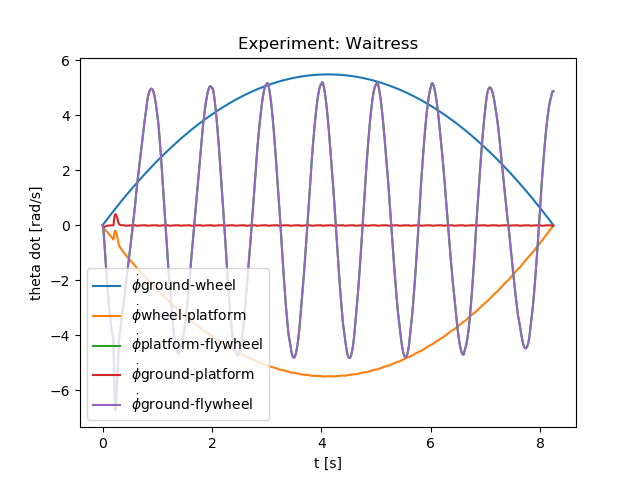 Experiment: Waitress
theta dot [rad/s]
6
4
2
0
−2
−4
−6
ϕ̇ground-wheel
ϕ̇wheel-platform
ϕ̇platform-flywheel
ϕ̇ground-platform
ϕ̇ground-flywheel
0 2 4 6 8
t [s]